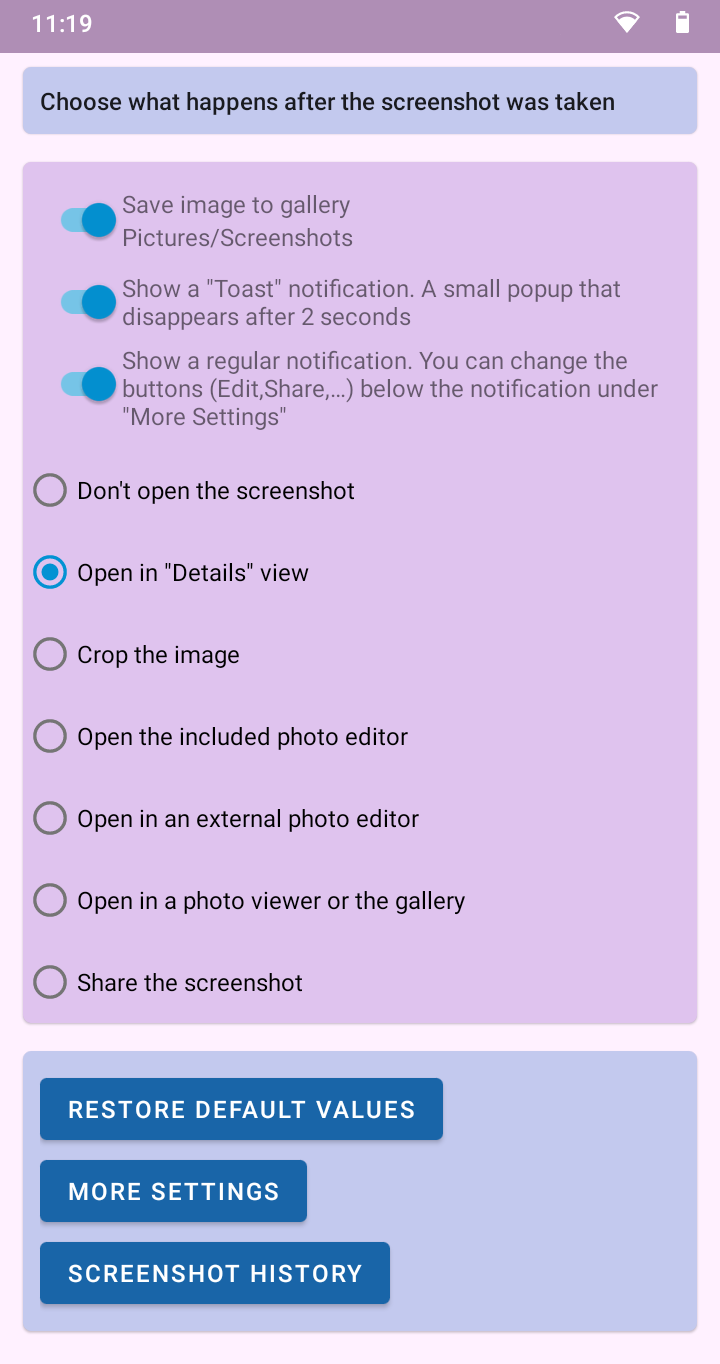 11:19
Choose what happens after the screenshot was taken
Save image to gallery
Pictures/Screenshots
Show a "Toast" notification. A small popup that
disappears after 2 seconds
Show a regular notification. You can change the
buttons (Edit,Share,…) below the notification under
"More Settings"
Don't open the screenshot
Open in "Details" view
Crop the image
Open the included photo editor
Open in an external photo editor
Open in a photo viewer or the gallery
Share the screenshot
RESTORE DEFAULT VALUES
MORE SETTINGS
SCREENSHOT HISTORY